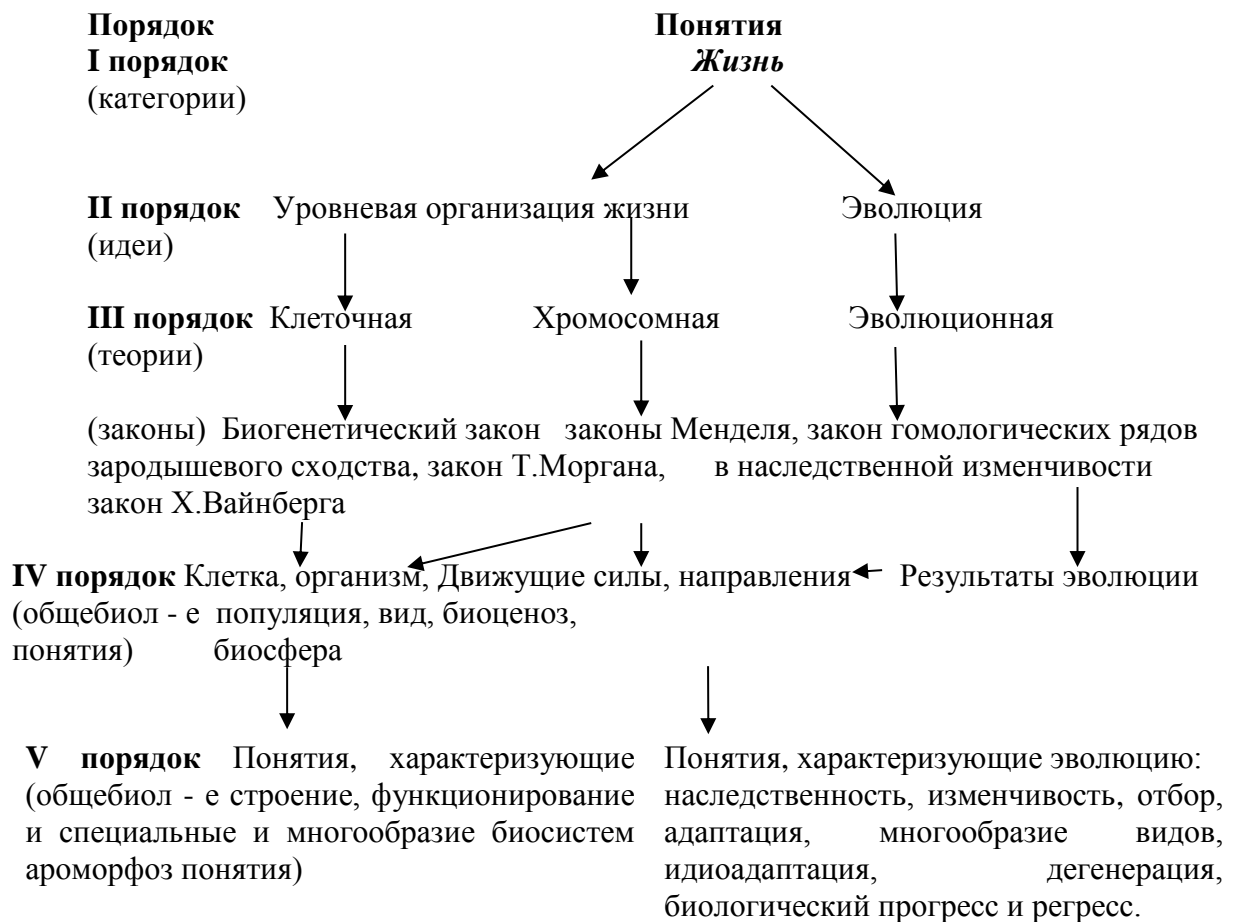 Порядок Понятия
I порядок Жизнь
(категории)
II порядок Уровневая организация жизни Эволюция
(идеи)
III порядок Клеточная Хромосомная Эволюционная
(теории)
(законы) Биогенетический закон законы Менделя, закон гомологических рядов
зародышевого сходства, закон Т.Моргана, в наследственной изменчивости
закон Х.Вайнберга
IV порядок Клетка, организм, Движущие силы, направления Результаты эволюции
(общебиол - е популяция, вид, биоценоз,
понятия) биосфера
V порядок Понятия, характеризующие
(общебиол - е строение, функционирование
и специальные и многообразие биосистем
ароморфоз понятия)
Понятия, характеризующие эволюцию:
наследственность, изменчивость, отбор,
адаптация, многообразие видов,
идиоадаптация, дегенерация,
биологический прогресс и регресс.